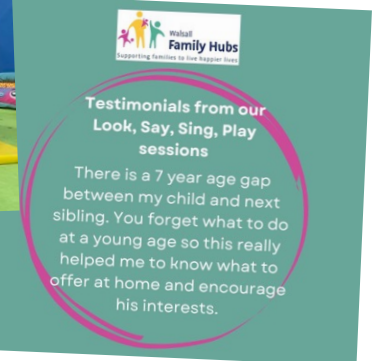 Walsall
Family Hubs
Supporting families to live happier lives
Testimonials from our
Look, Say, Sing, Play
sessions
There is a 7 year age gap
between my child and next
sibling. You forget what to do
at a young age so this really
helped me to know what to
offer at home and encourage
his interests.